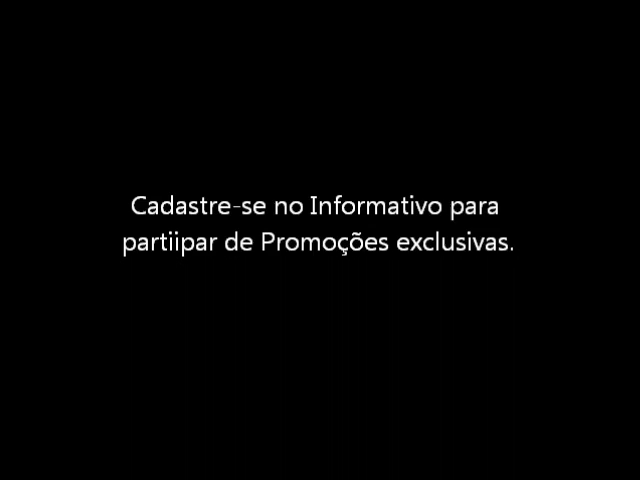 Cadastre-se no Informativo para
partiipar de Promoções exclusivas.